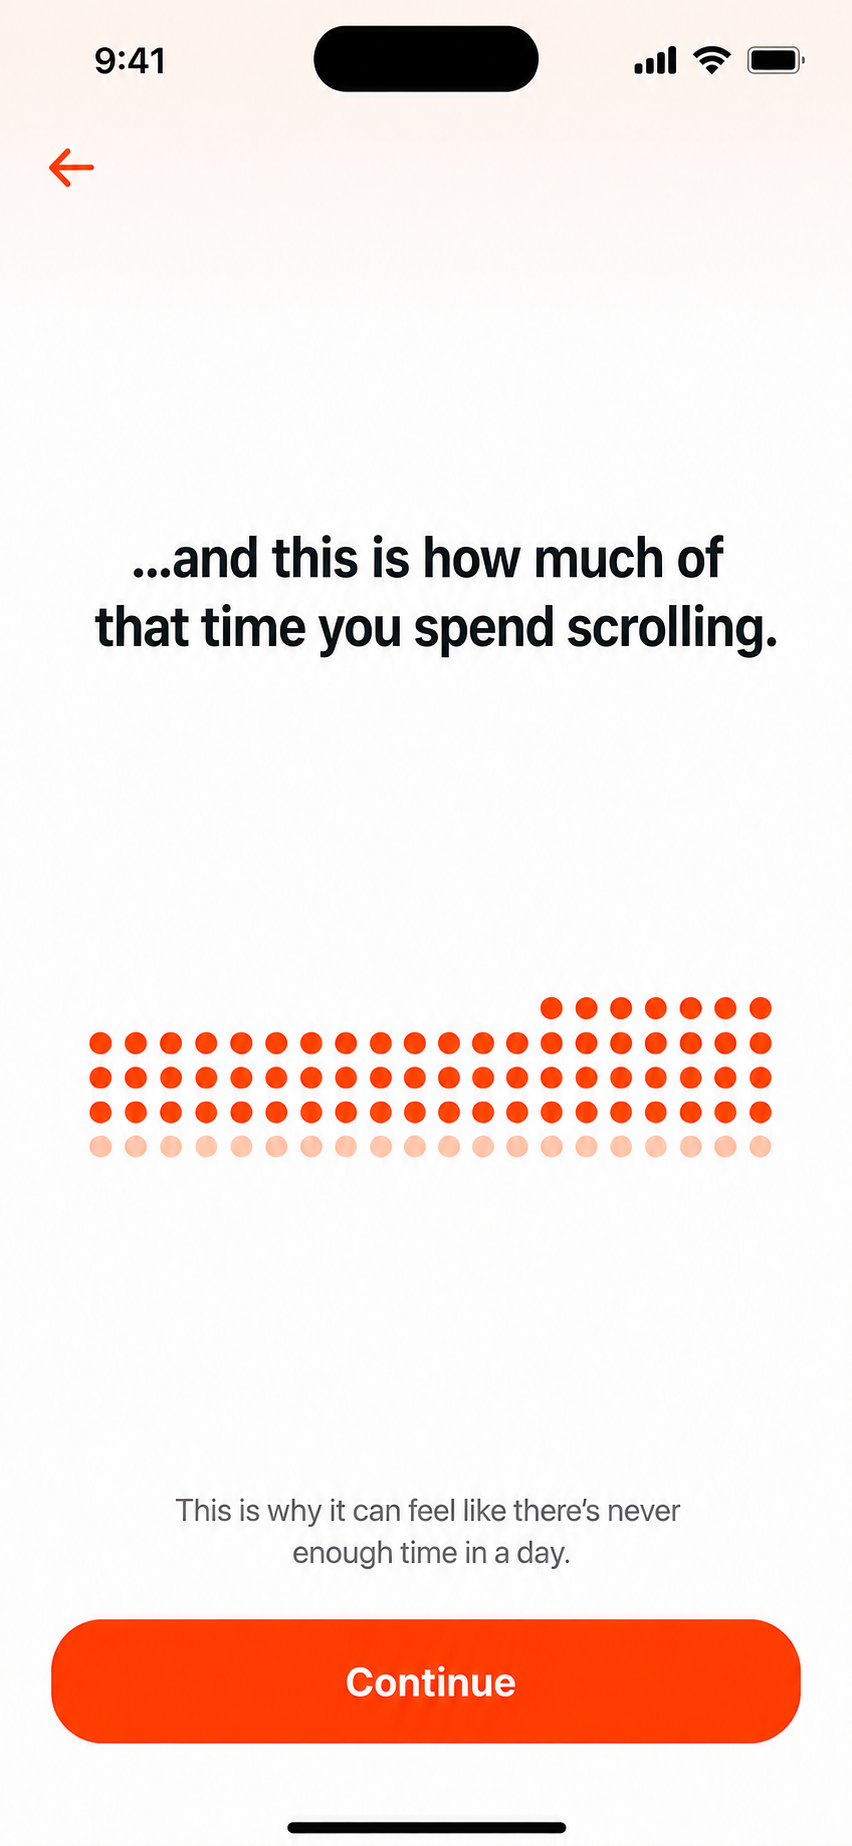 9:41
...and this is how much of
that time you spend scrolling.
This is why it can feel like there’s never
enough time in a day.
Continue